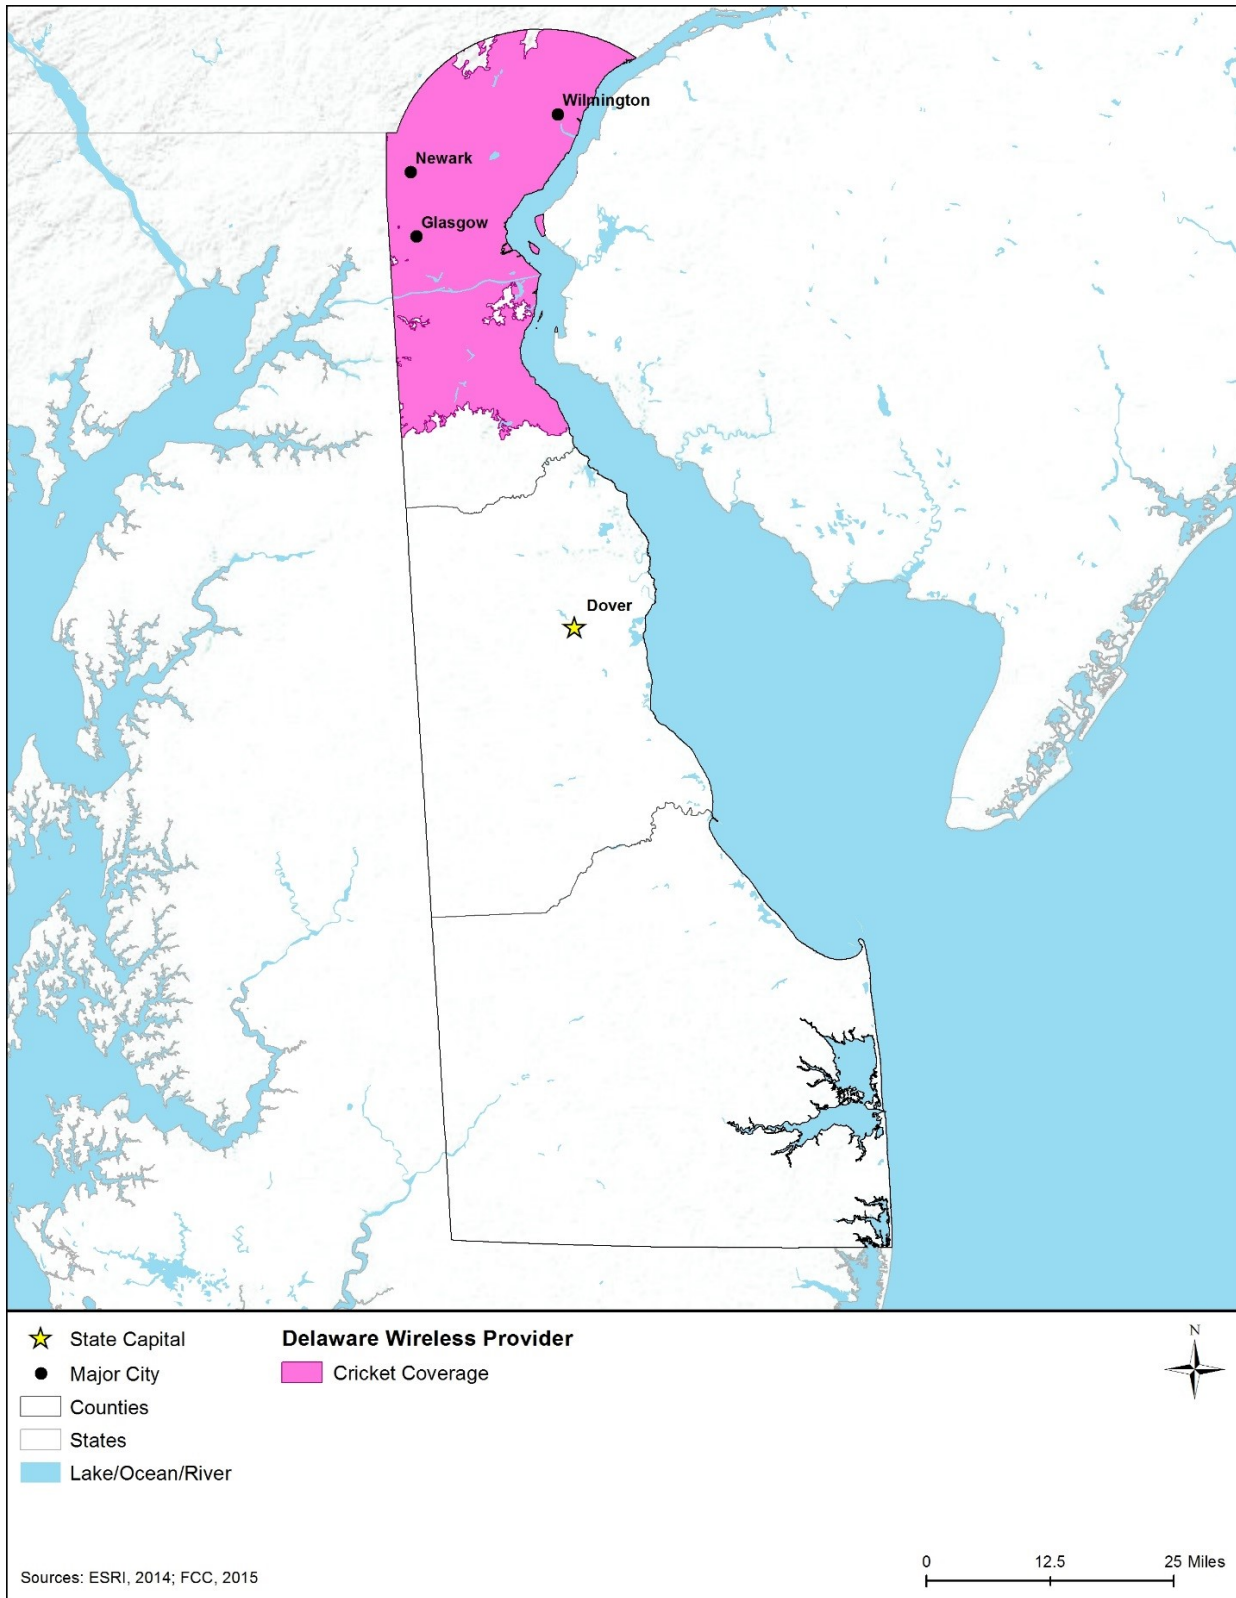 Wilmington
Newark
Glasgow
Dover
State Capital
Major City
Counties
States
Lake/Ocean/River
Delaware Wireless Provider
Cricket Coverage
N
Sources: ESRI, 2014; FCC, 2015
0 12.5 25 Miles